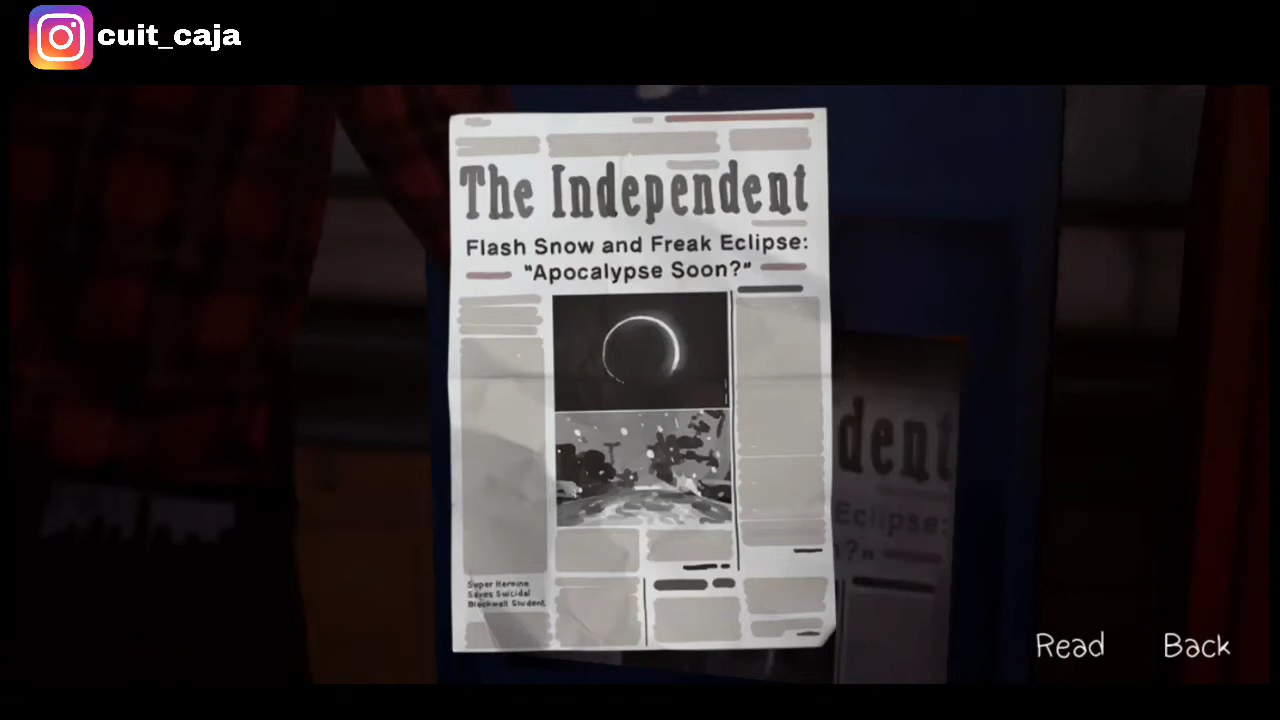 cuit_caja
The Independent
Flash Snow and Freak Eclipse:
"Apocalypse Soon?"
Super Heroine
Saves Suicidal
Blackwell Student
dent
Eclipse:
n?"
Read
Back